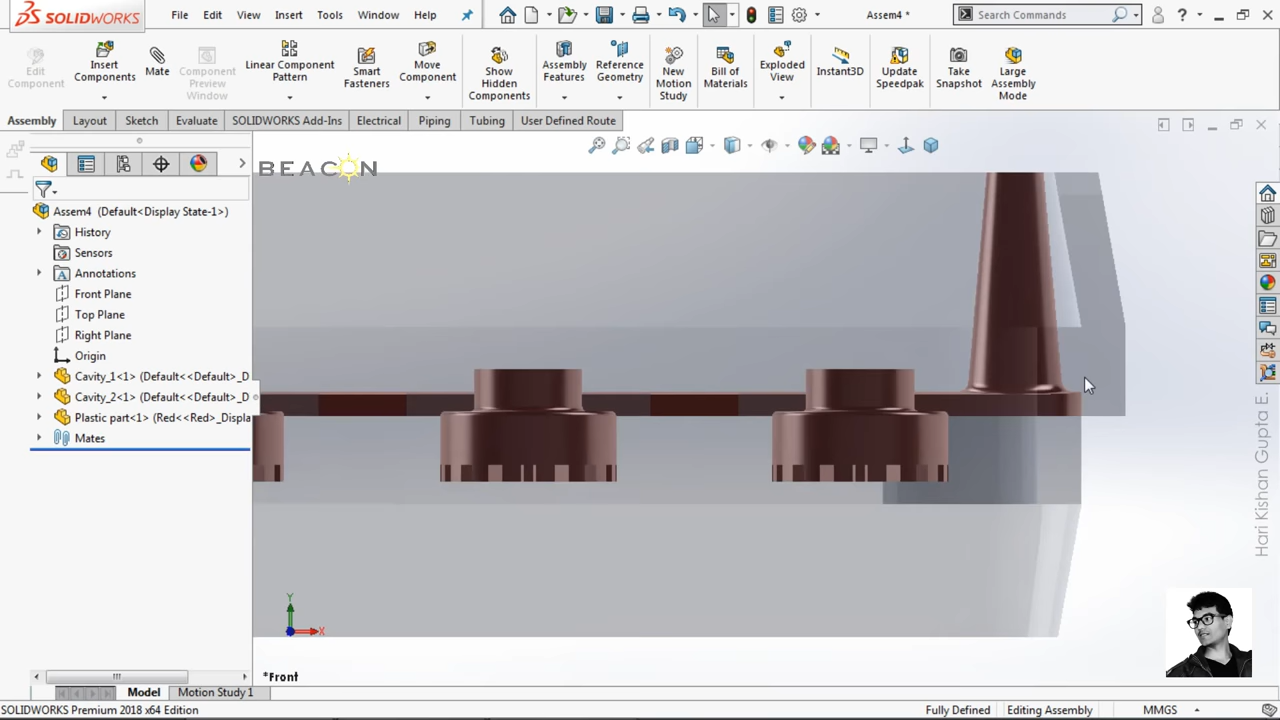 SOLIDWORKS
File Edit View Insert Tools Window Help
Assem4 *
Search Commands
Edit Component
Insert Components
Mate
Component Preview Window
Linear Component Pattern
Smart Fasteners
Move Component
Show Hidden Components
Assembly Features
Reference Geometry
New Motion Study
Bill of Materials
Exploded View
Instant3D
Update Speedpak
Take Snapshot
Large Assembly Mode
Assembly Layout Sketch Evaluate SOLIDWORKS Add-Ins Electrical Piping Tubing User Defined Route
BEACON
Assem4 (Default<Display State-1>)
History
Sensors
Annotations
Front Plane
Top Plane
Right Plane
Origin
Cavity_1<1> (Default<<Default>_D
Cavity_2<1> (Default<<Default>_D
Plastic part<1> (Red<<Red>_Displa
Mates
Hari Kishan Gupta E.
Y
X
*Front
Model Motion Study 1
SOLIDWORKS Premium 2018 x64 Edition
Fully Defined Editing Assembly MMGS